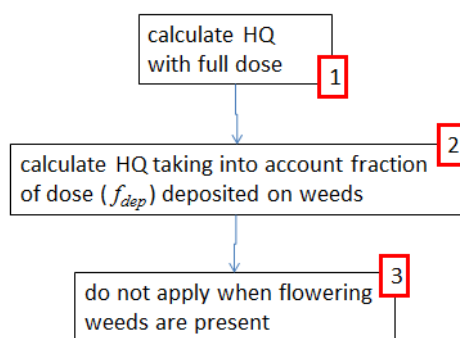 calculate HQ
with full dose
1
2
calculate HQ taking into account fraction
of dose (f_dep) deposited on weeds
3
do not apply when flowering
weeds are present